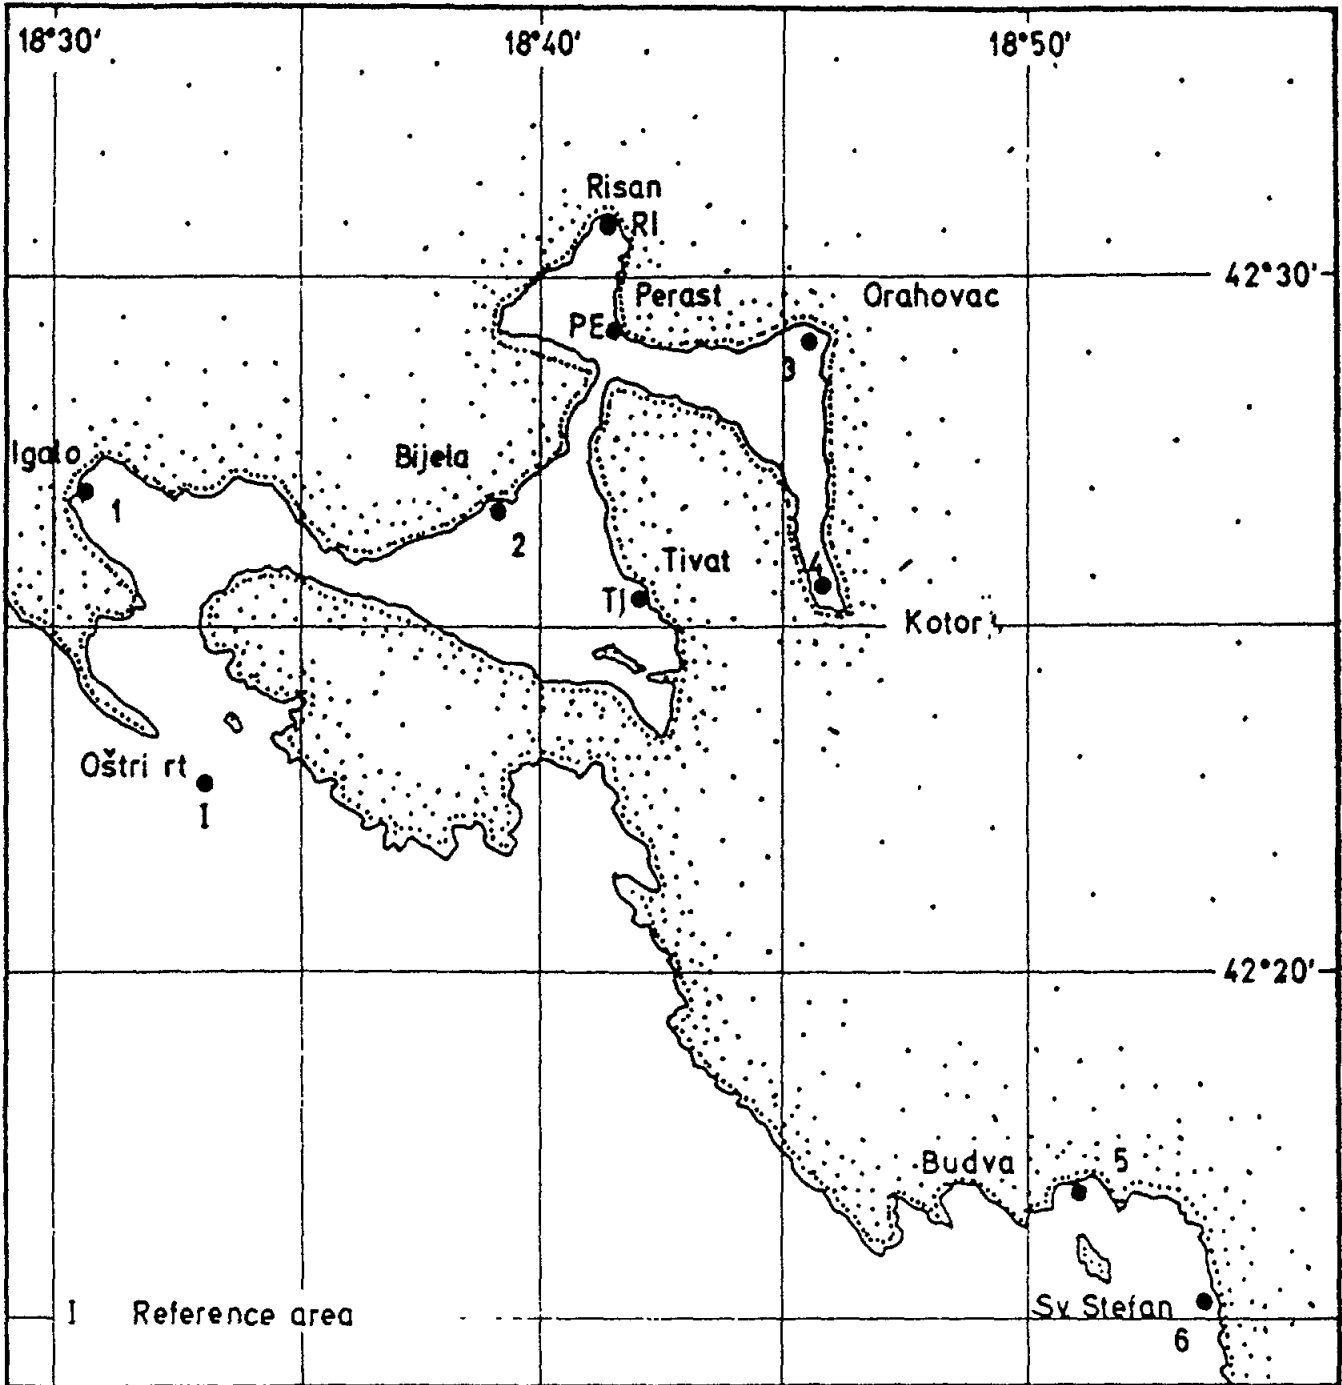 18°30'
18°40'
18°50'
Risan
RI
42°30'
Perast
Orahovac
PE
3
Igalo
Bijela
1
2
Tivat
4
TJ
Kotor
Oštri rt
I
42°20'
Budva
5
I Reference area
Sv. Stefan
6